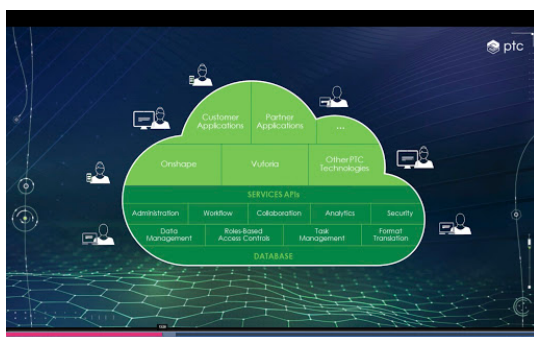 ptc
Customer
Applications
Partner
Applications
...
Onshape
Vuforia
Other PTC
Technologies
SERVICES APIs
Administration
Workflow
Collaboration
Analytics
Security
Data
Management
Roles-Based
Access Controls
Task
Management
Format
Translation
DATABASE